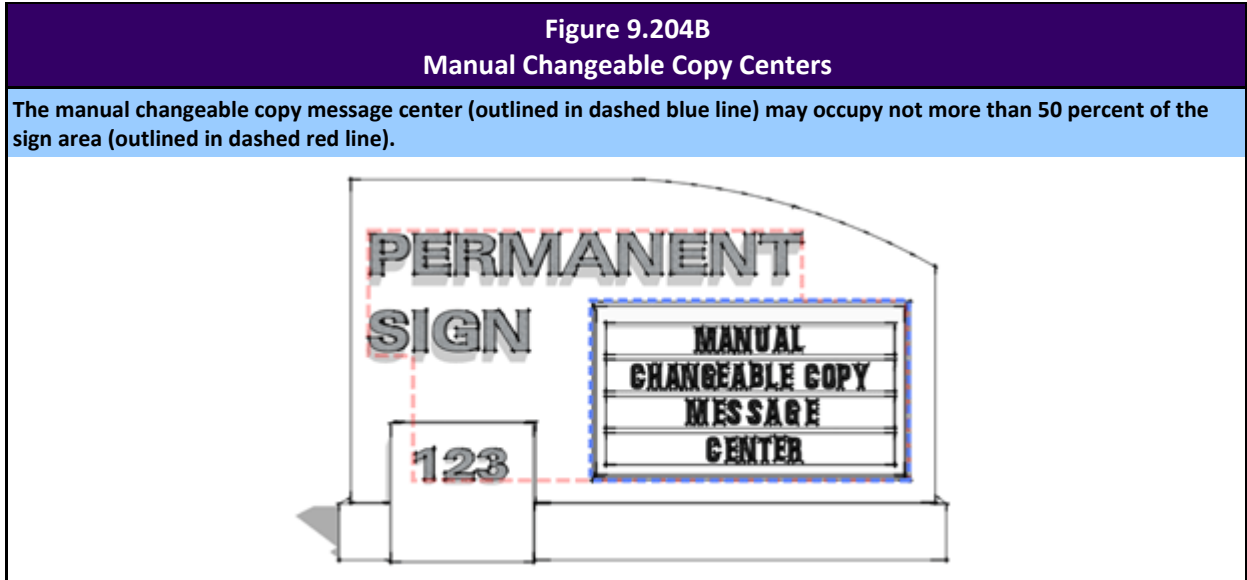 Figure 9.204B
Manual Changeable Copy Centers
The manual changeable copy message center (outlined in dashed blue line) may occupy not more than 50 percent of the
sign area (outlined in dashed red line).
PERMANENT
SIGN
MANUAL
CHANGEABLE COPY
MESSAGE
CENTER
123